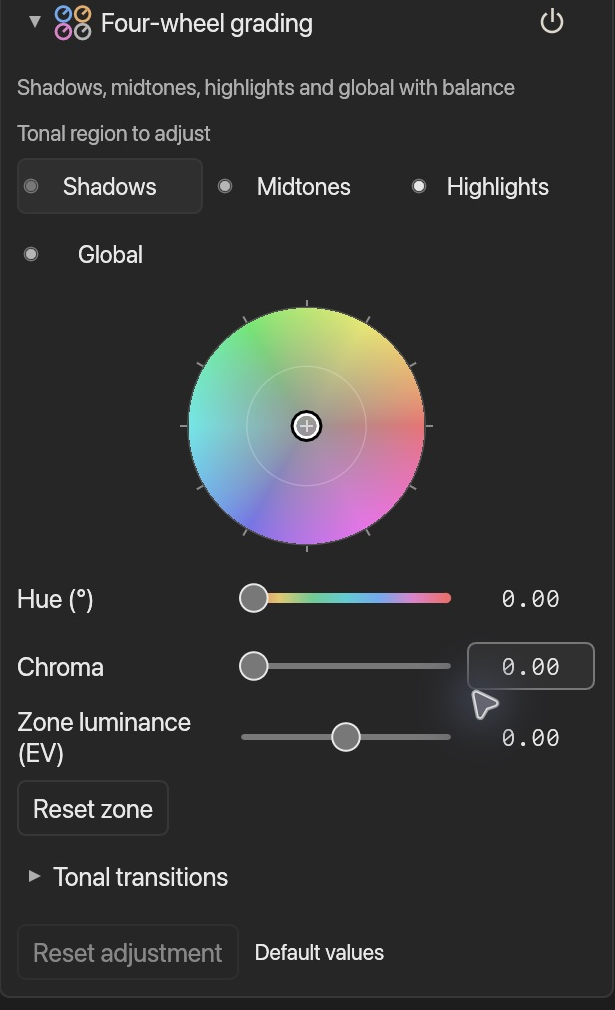 Four-wheel grading
Shadows, midtones, highlights and global with balance
Tonal region to adjust
Shadows Midtones Highlights
Global
Hue (°) 0.00
Chroma 0.00
Zone luminance
(EV) 0.00
Reset zone
Tonal transitions
Reset adjustment Default values